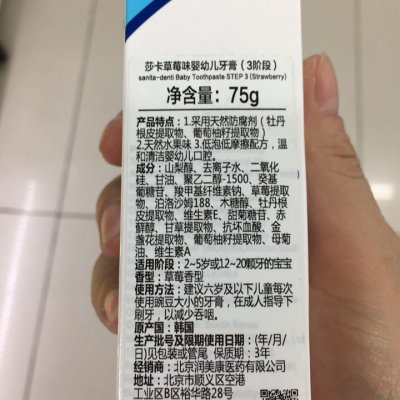 莎卡草莓味婴幼儿牙膏（3阶段）
sanita-denti Baby Toothpaste STEP 3 (Strawberry)
净含量：75g
产品特点：1.采用天然防腐剂（牡丹
根皮提取物、葡萄柚籽提取物）
2.天然水果味 3.低泡低摩擦配方，温
和清洁婴幼儿口腔。
成分：山梨醇、去离子水、二氧化
硅、甘油、聚乙二醇-1500、癸基
葡糖苷、羧甲基纤维素钠、草莓提取
物、泊洛沙姆188、木糖醇、牡丹根
皮提取物、维生素E、甜菊糖苷、赤
藓醇、甘草提取物、抗坏血酸、金
盏花提取物、葡萄柚籽提取物、母菊
油、维生素A
适用阶段：2~5岁或12~20颗牙的宝宝
香型：草莓香型
使用方法：建议六岁及以下儿童每次
使用豌豆大小的牙膏，在成人指导下
刷牙，以减少吞咽。
原产国：韩国
生产批号及限期使用日期：（年/月/
日)见包装或管尾 保质期：3年
经销商：北京润美康医药有限公司
地址：北京市顺义区空港
工业区B区裕华路28号